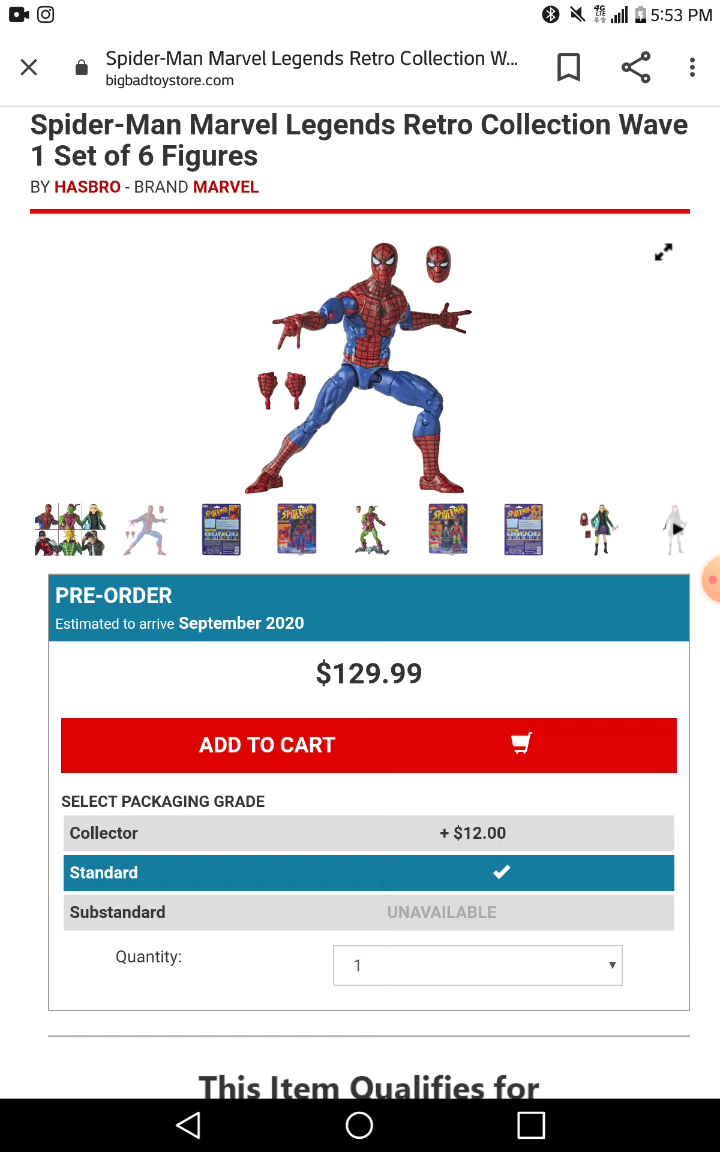 5:53 PM
Spider-Man Marvel Legends Retro Collection W...
bigbadtoystore.com
Spider-Man Marvel Legends Retro Collection Wave
1 Set of 6 Figures
BY HASBRO - BRAND MARVEL
PRE-ORDER
Estimated to arrive September 2020
$129.99
ADD TO CART
SELECT PACKAGING GRADE
Collector + $12.00
Standard
Substandard UNAVAILABLE
Quantity: 1
This Item Qualifies for